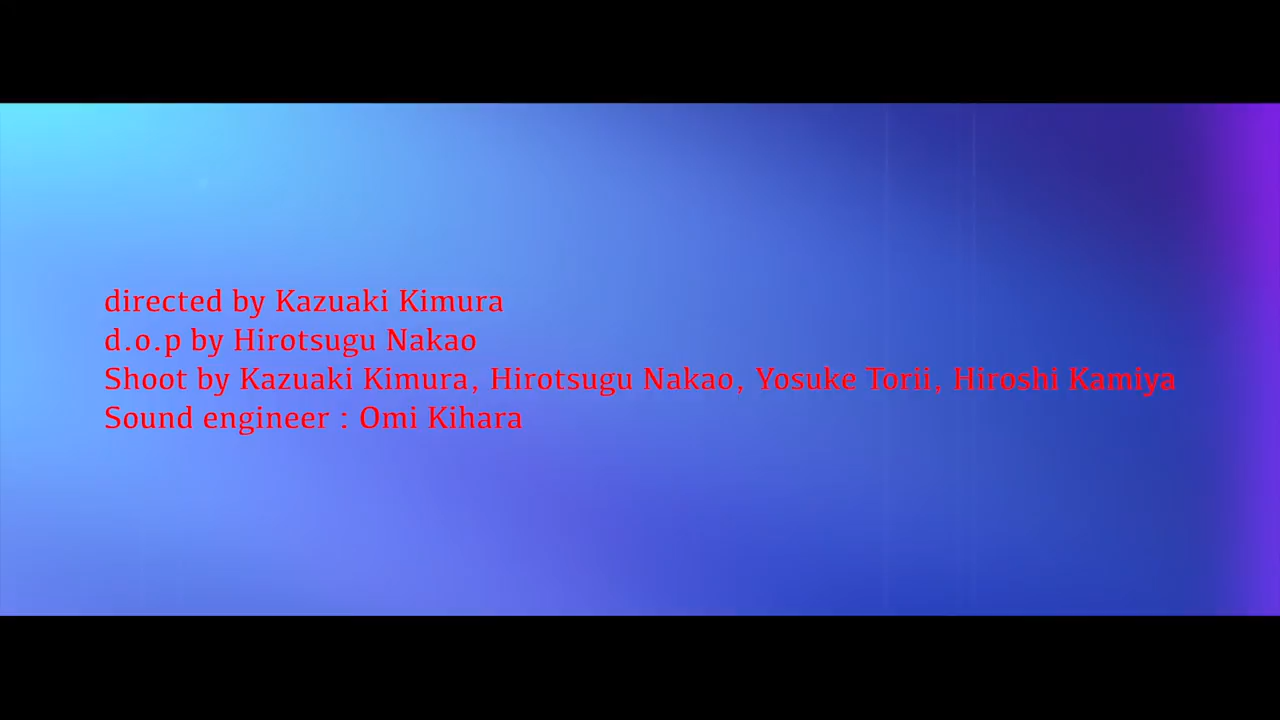 directed by Kazuaki Kimura
d.o.p by Hirotsugu Nakao
Shoot by Kazuaki Kimura, Hirotsugu Nakao, Yosuke Torii, Hiroshi Kamiya
Sound engineer : Omi Kihara